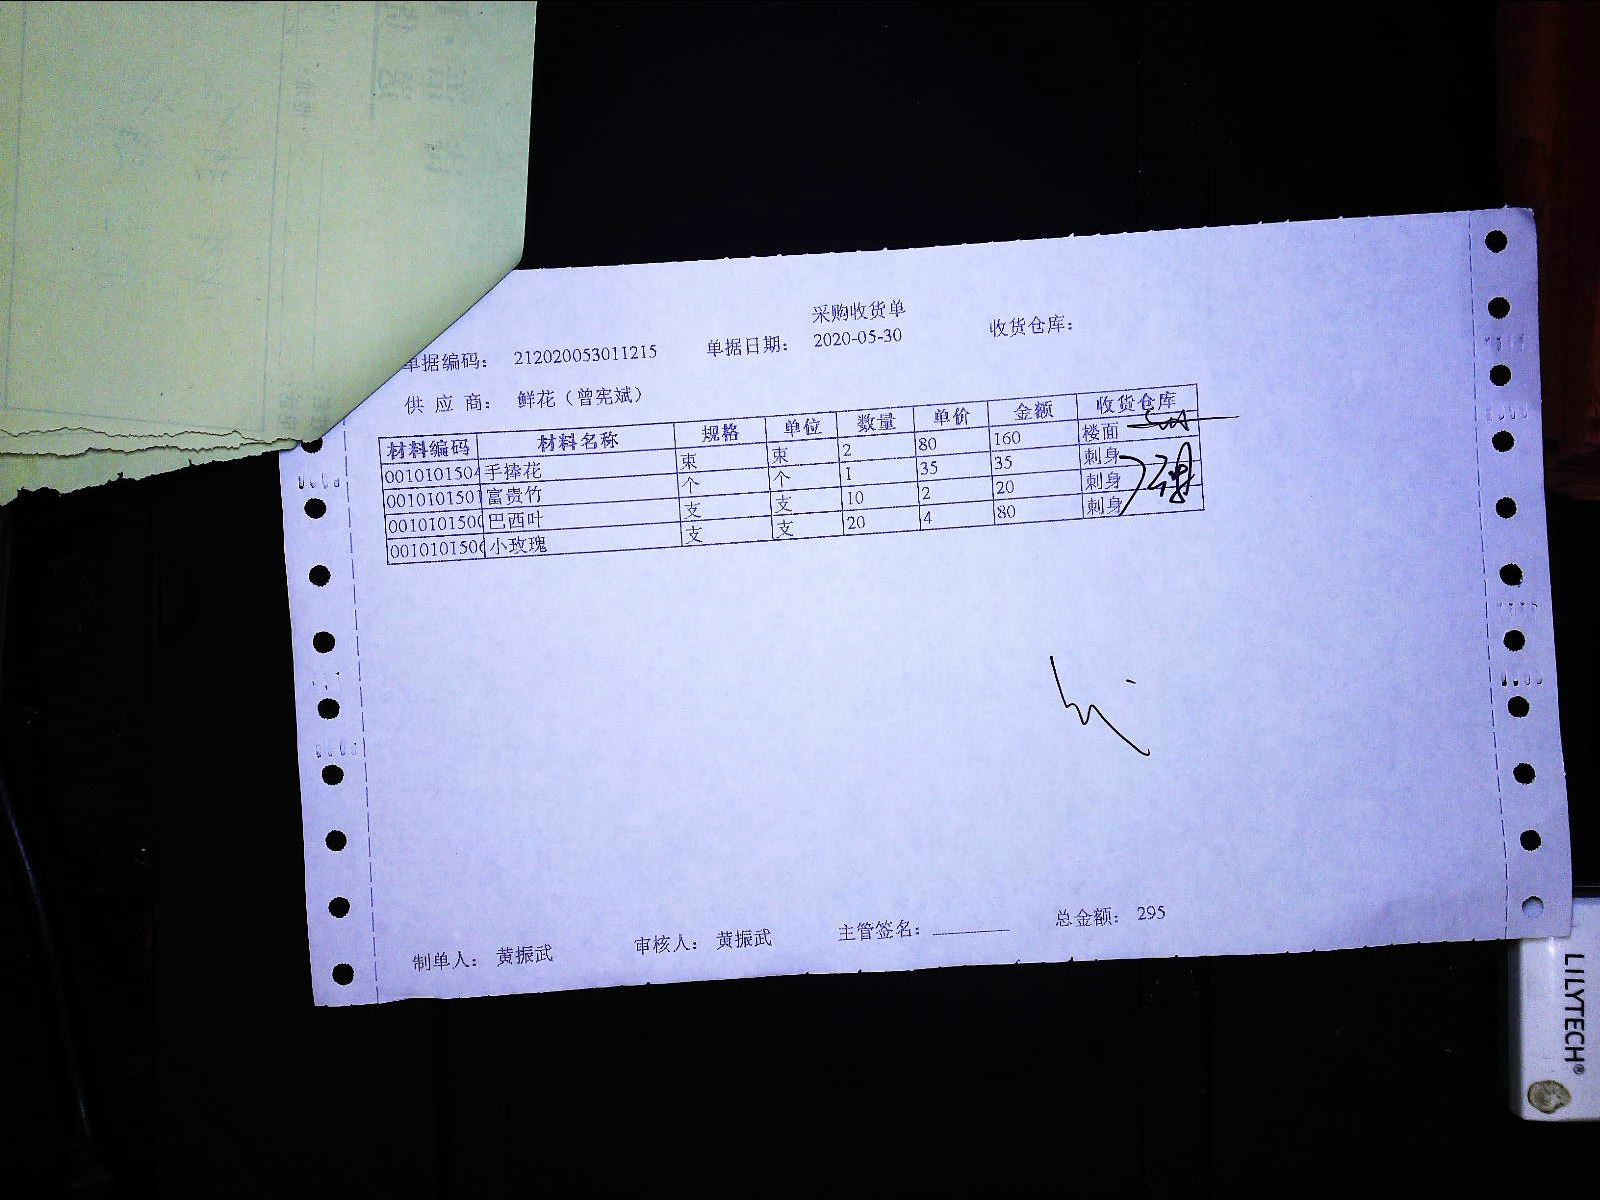 采购收货单
单据编码： 212020053011215 单据日期： 2020-05-30 收货仓库：
供 应 商： 鲜花（曾宪斌）
材料编码 材料名称 规格 单位 数量 单价 金额 收货仓库
0010101504 手捧花 束 束 2 80 160 楼面
0010101501 富贵竹 个 个 1 35 35 刺身
001010150 巴西叶 支 支 10 2 20 刺身
001010150 小玫瑰 支 支 20 4 80 刺身
制单人： 黄振武 审核人： 黄振武 主管签名： 总金额： 295
LILYTECH®